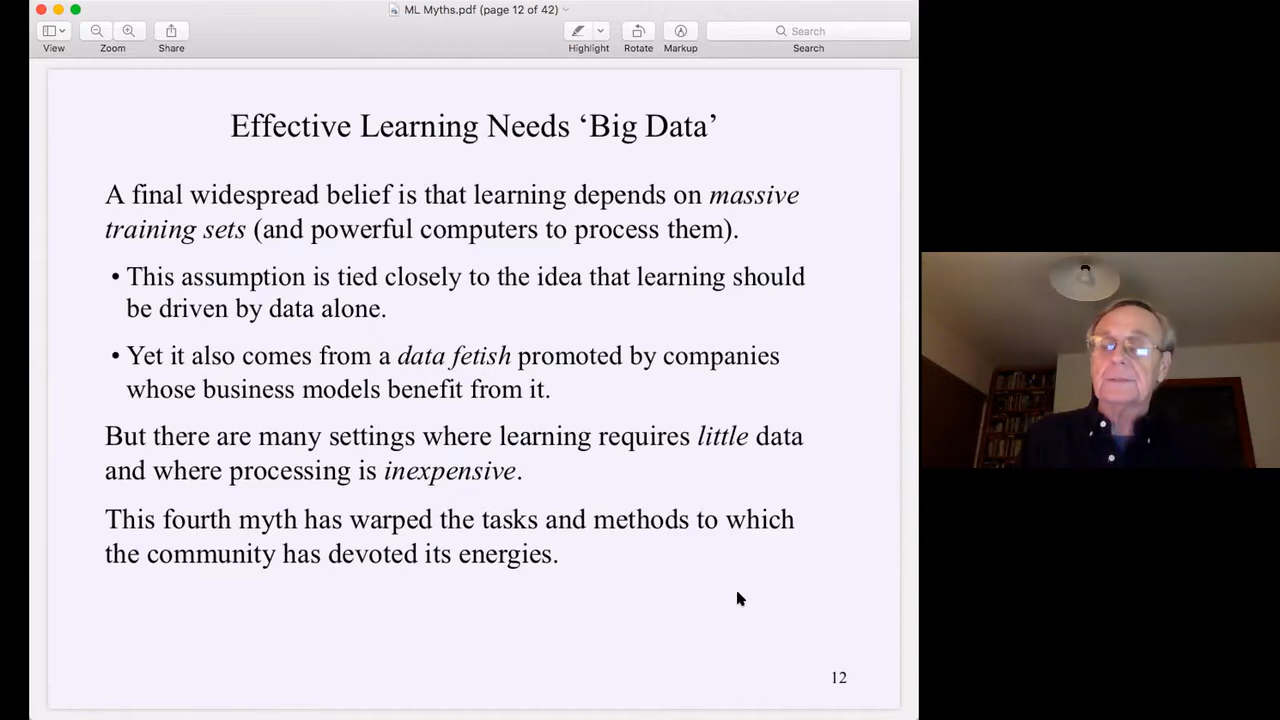 ML Myths.pdf (page 12 of 42)
View
Zoom
Share
Highlight
Rotate
Markup
Search
Search
Effective Learning Needs ‘Big Data’
A final widespread belief is that learning depends on massive
training sets (and powerful computers to process them).
• This assumption is tied closely to the idea that learning should
be driven by data alone.
• Yet it also comes from a data fetish promoted by companies
whose business models benefit from it.
But there are many settings where learning requires little data
and where processing is inexpensive.
This fourth myth has warped the tasks and methods to which
the community has devoted its energies.
12